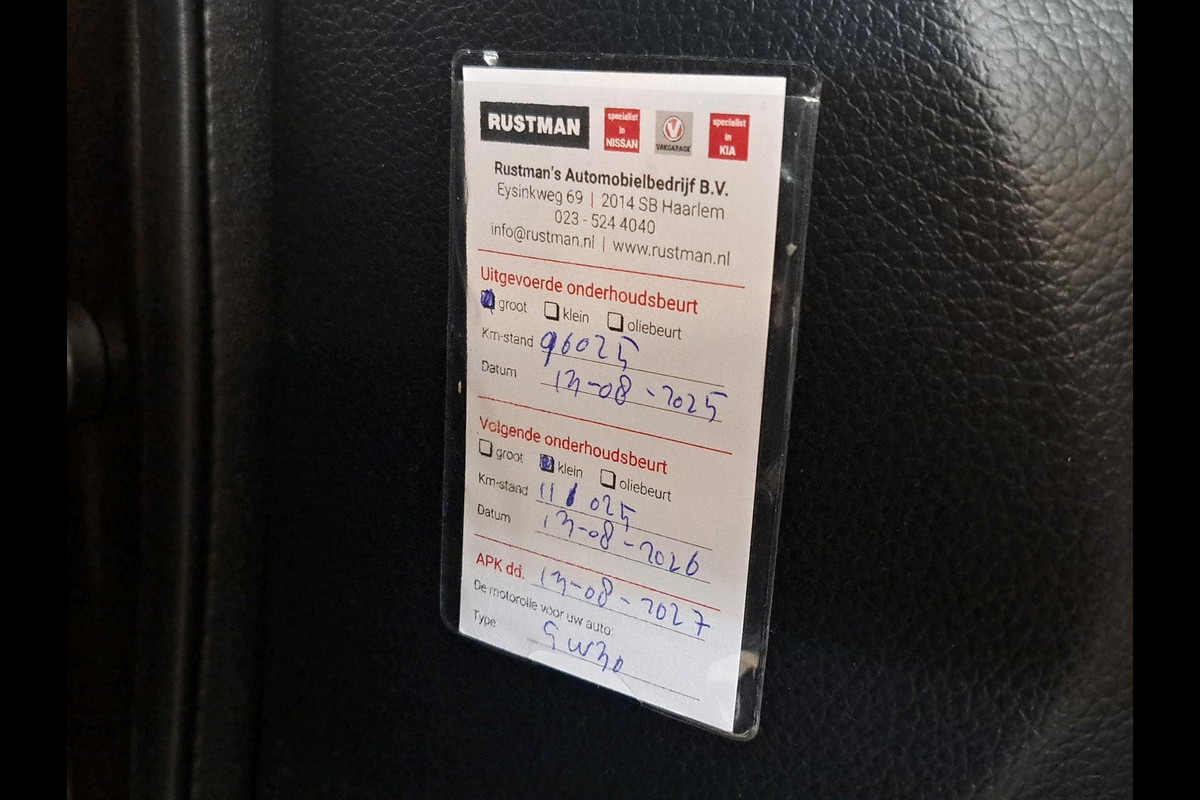 RUSTMAN
specialist
in
NISSAN
VAKGARAGE
specialist
in
KIA
Rustman's Automobielbedrijf B.V.
Eysinkweg 69 | 2014 SB Haarlem
023 - 524 4040
info@rustman.nl | www.rustman.nl
Uitgevoerde onderhoudsbeurt
groot klein oliebeurt
Km-stand 96025
Datum 13-08-2025
Volgende onderhoudsbeurt
groot klein oliebeurt
Km-stand 111025
Datum 13-08-2026
APK dd. 13-08-2027
De motorolie voor uw auto:
Type 5W30